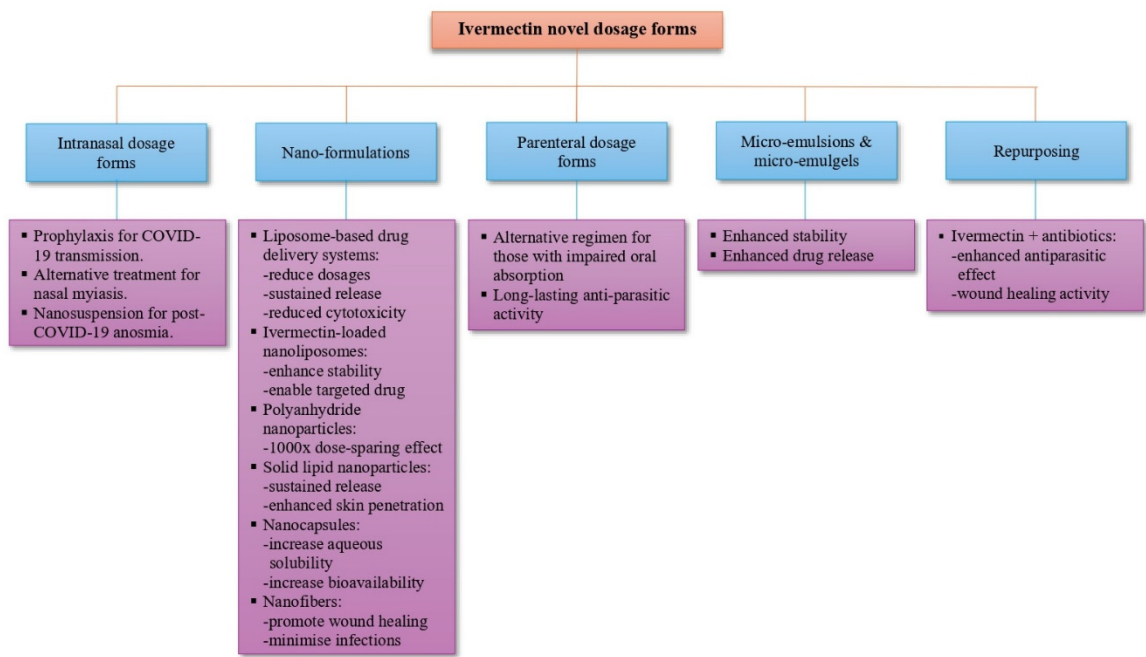 Ivermectin novel dosage forms
Intranasal dosage
forms
▪ Prophylaxis for COVID-
19 transmission.
▪ Alternative treatment for
nasal myiasis.
▪ Nanosuspension for post-
COVID-19 anosmia.
Nano-formulations
▪ Liposome-based drug
delivery systems:
-reduce dosages
-sustained release
-reduced cytotoxicity
▪ Ivermectin-loaded
nanoliposomes:
-enhance stability
-enable targeted drug
▪ Polyanhydride
nanoparticles:
-1000x dose-sparing effect
▪ Solid lipid nanoparticles:
-sustained release
-enhanced skin penetration
▪ Nanocapsules:
-increase aqueous
solubility
-increase bioavailability
▪ Nanofibers:
-promote wound healing
-minimise infections
Parenteral dosage
forms
▪ Alternative regimen for
those with impaired oral
absorption
▪ Long-lasting anti-parasitic
activity
Micro-emulsions &
micro-emulgels
▪ Enhanced stability
▪ Enhanced drug release
Repurposing
▪ Ivermectin + antibiotics:
-enhanced antiparasitic
effect
-wound healing activity